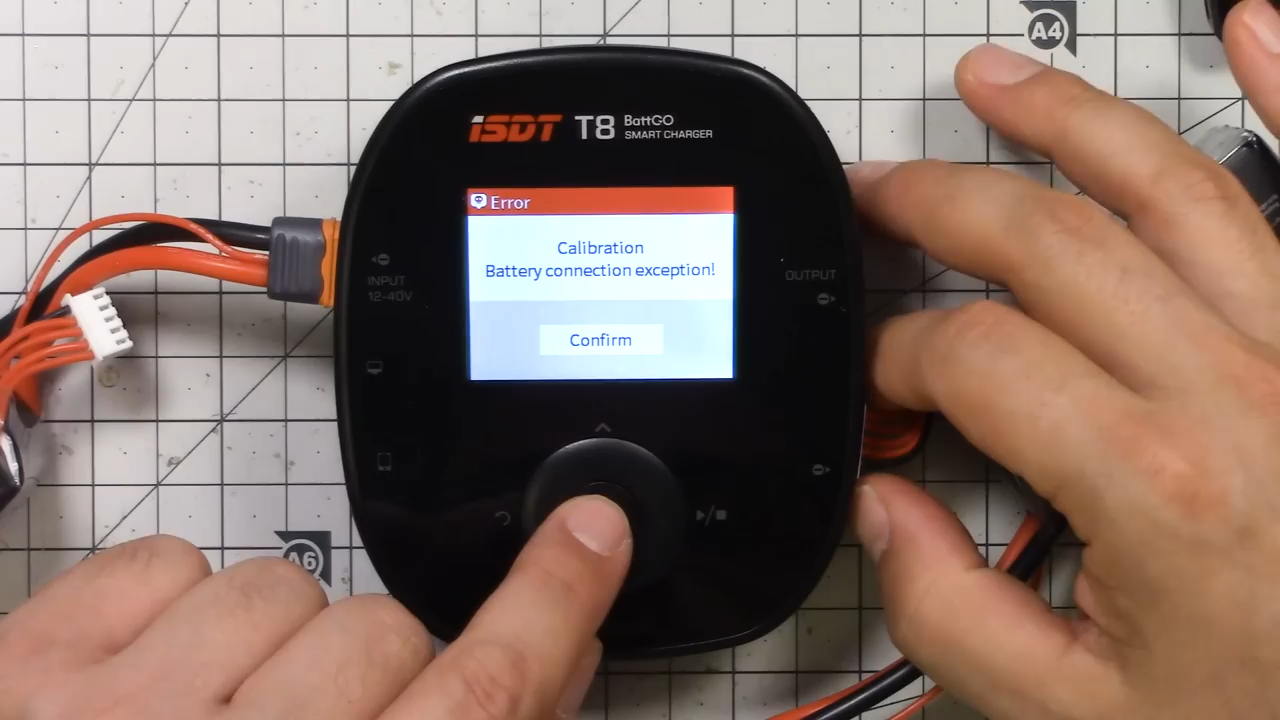 A4
iSDT T8 BattGO
SMART CHARGER
Error
Calibration
Battery connection exception!
Confirm
INPUT
12-40V
OUTPUT
A6